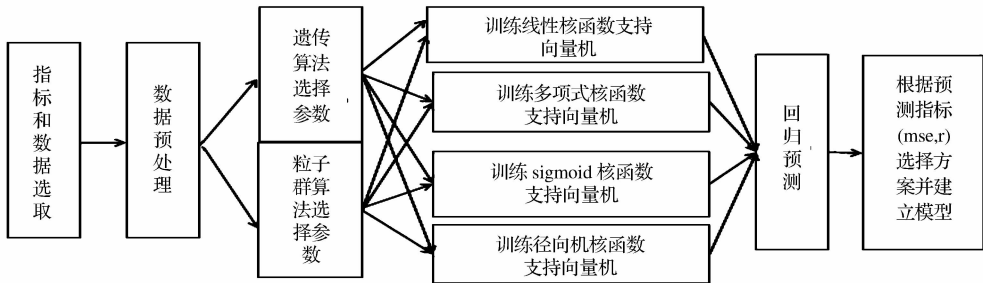 指
标
和
数
据
选
取
数
据
预
处
理
遗传
算法
选择
参数
粒子
群算
法选
择参
数
训练线性核函数支持
向量机
训练多项式核函数
支持向量机
训练 sigmoid 核函数
支持向量机
训练径向机核函数
支持向量机
回
归
预
测
根据预
测指标
(mse,r)
选择方
案并建
立模型